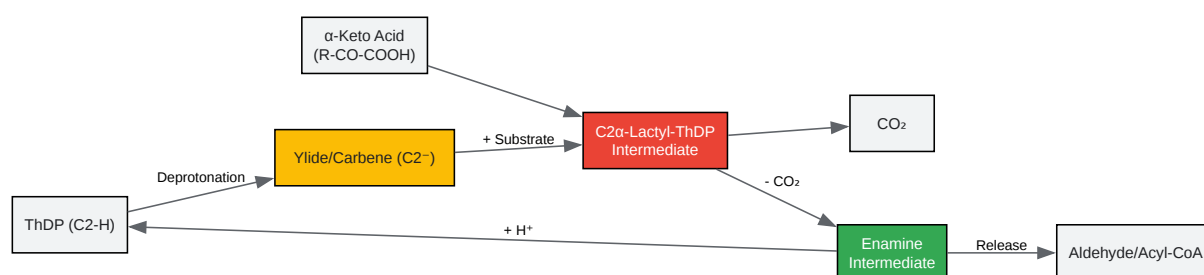 α-Keto Acid
(R-CO-COOH)
C2α-Lactyl-ThDP
Intermediate
CO₂
+ Substrate
Ylide/Carbene (C2⁻)
Deprotonation
- CO₂
ThDP (C2-H)
+ H⁺
Enamine
Intermediate
Release
Aldehyde/Acyl-CoA